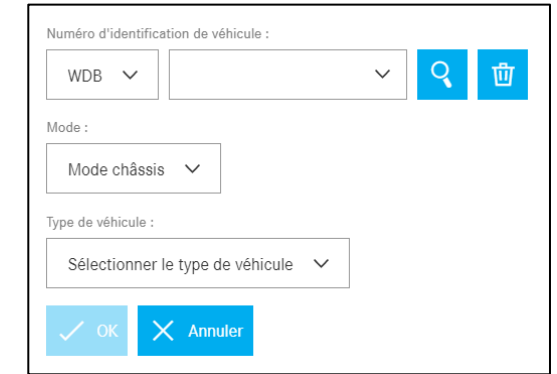 Numéro d'identification de véhicule :
WDB
Mode :
Mode châssis
Type de véhicule :
Sélectionner le type de véhicule
OK Annuler